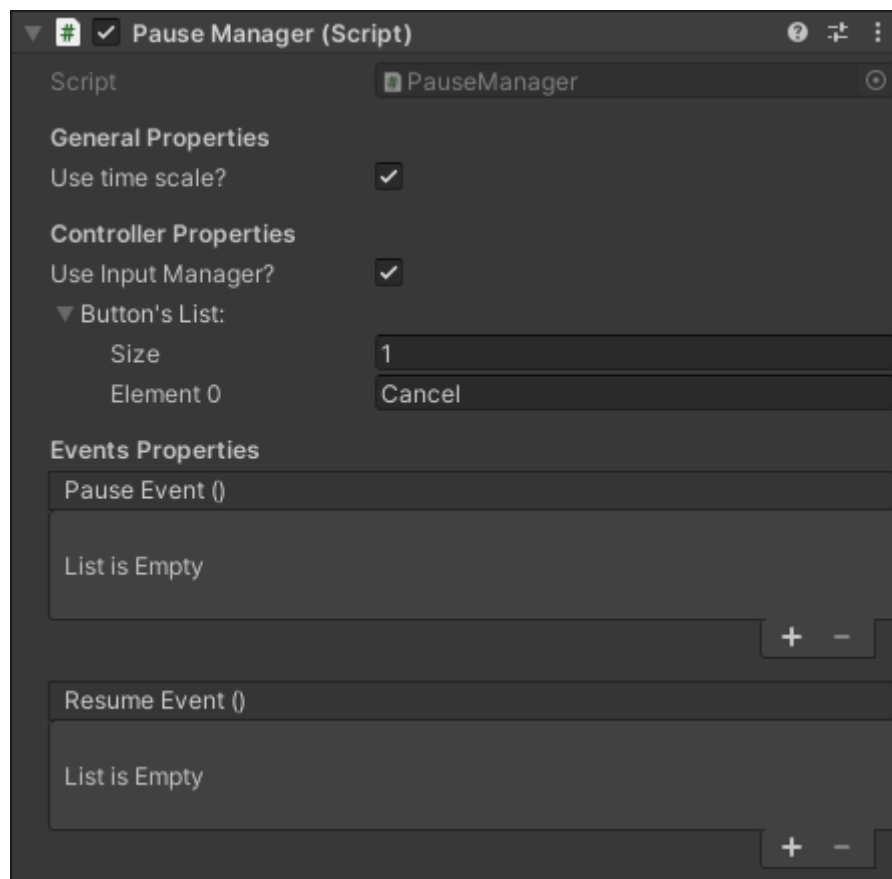 # Pause Manager (Script)
Script # PauseManager
General Properties
Use time scale?
Controller Properties
Use Input Manager?
Button's List:
Size 1
Element 0 Cancel
Events Properties
Pause Event ()
List is Empty
+ −
Resume Event ()
List is Empty
+ −